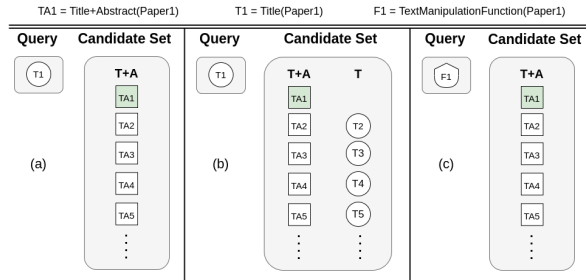 TA1 = Title+Abstract(Paper1) T1 = Title(Paper1) F1 = TextManipulationFunction(Paper1)
Query Candidate Set Query Candidate Set Query Candidate Set
T1 T+A T1 T+A T F1 T+A
TA1 TA1 TA1
TA2 TA2 T2 TA2
(a) TA3 (b) TA3 T3 (c) TA3
TA4 TA4 T4 TA4
TA5 TA5 T5 TA5